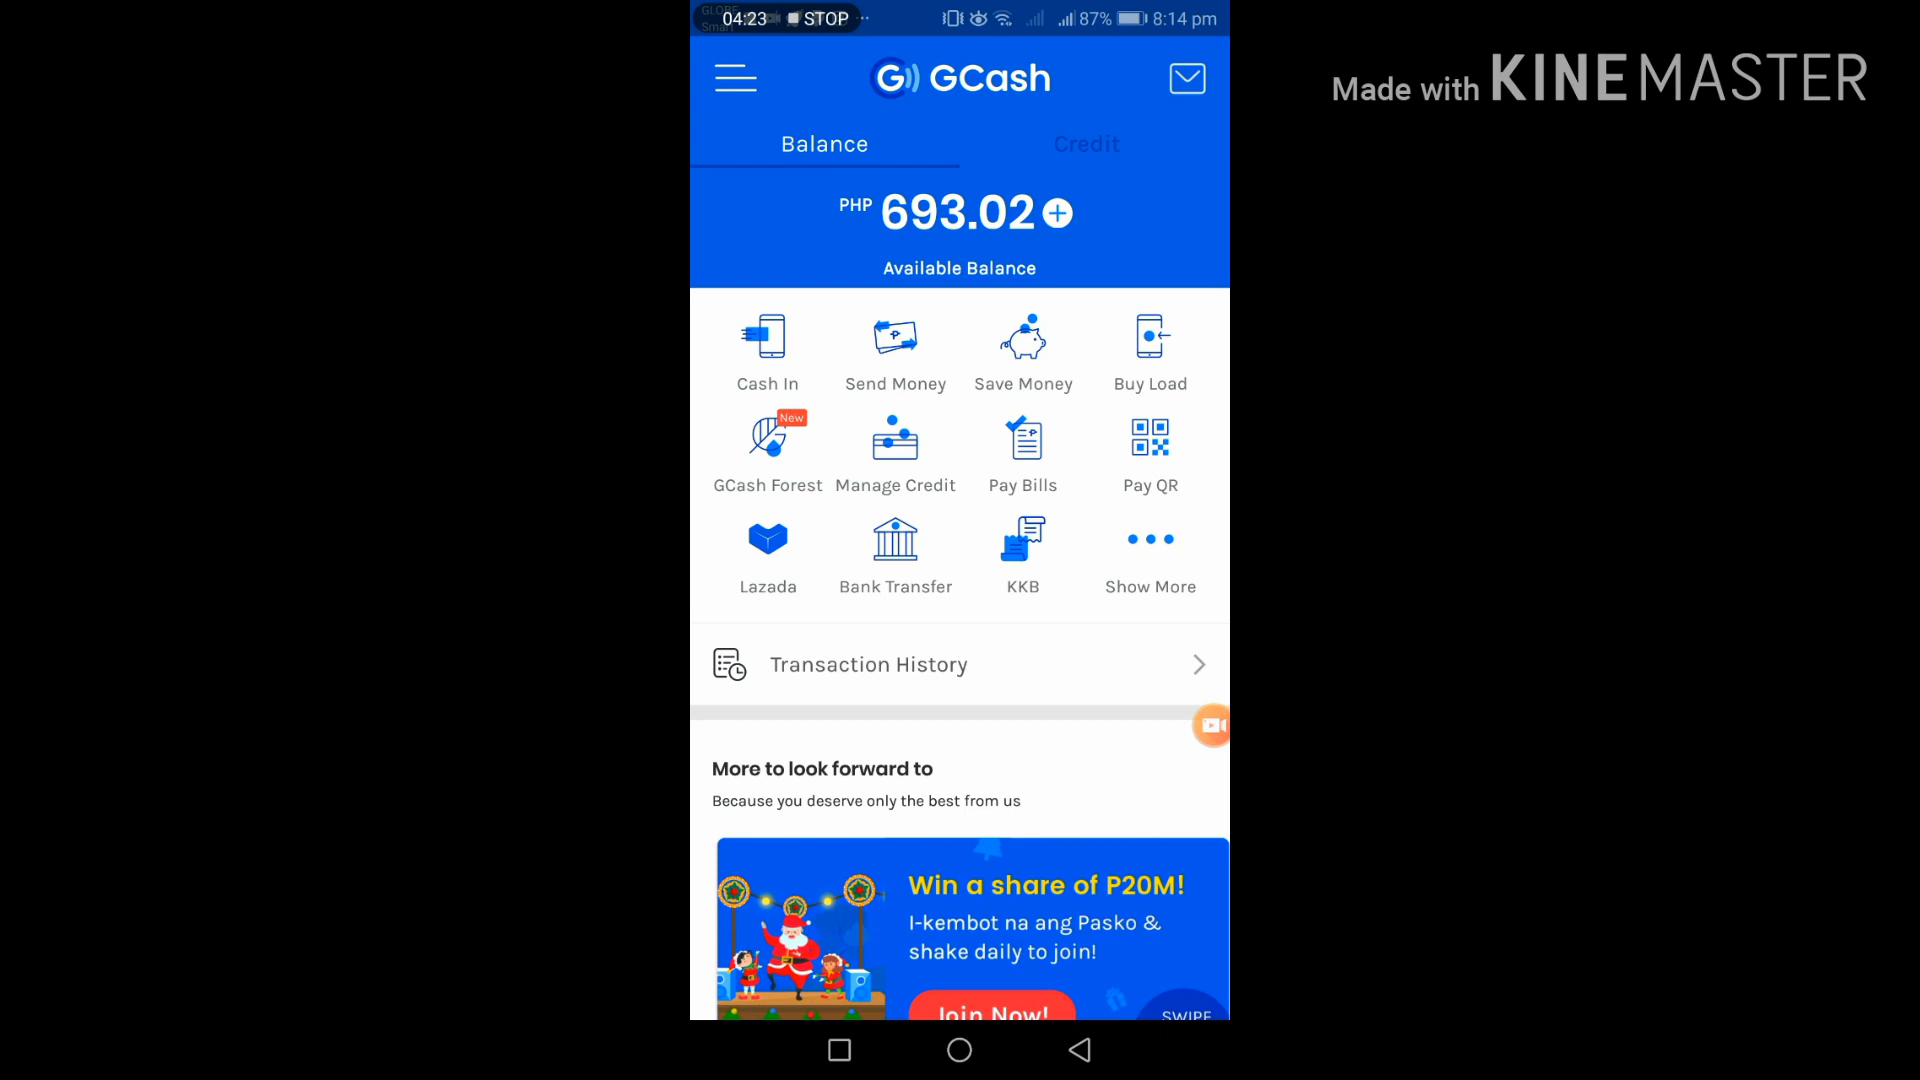 GLOBE
Smart
04:23 STOP ...
87% 8:14 pm
GCash
Made with KINEMASTER
Balance
Credit
PHP 693.02
Available Balance
Cash In
Send Money
Save Money
Buy Load
New
GCash Forest
Manage Credit
Pay Bills
Pay QR
Lazada
Bank Transfer
KKB
Show More
Transaction History
More to look forward to
Because you deserve only the best from us
Win a share of P20M!
I-kembot na ang Pasko &
shake daily to join!
Join Now!
SWIPE